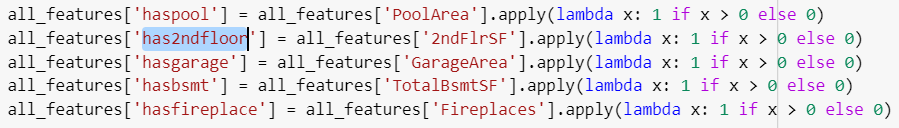 all_features['haspool'] = all_features['PoolArea'].apply(lambda x: 1 if x > 0 else 0)
all_features['has2ndfloor'] = all_features['2ndFlrSF'].apply(lambda x: 1 if x > 0 else 0)
all_features['hasgarage'] = all_features['GarageArea'].apply(lambda x: 1 if x > 0 else 0)
all_features['hasbsmt'] = all_features['TotalBsmtSF'].apply(lambda x: 1 if x > 0 else 0)
all_features['hasfireplace'] = all_features['Fireplaces'].apply(lambda x: 1 if x > 0 else 0)